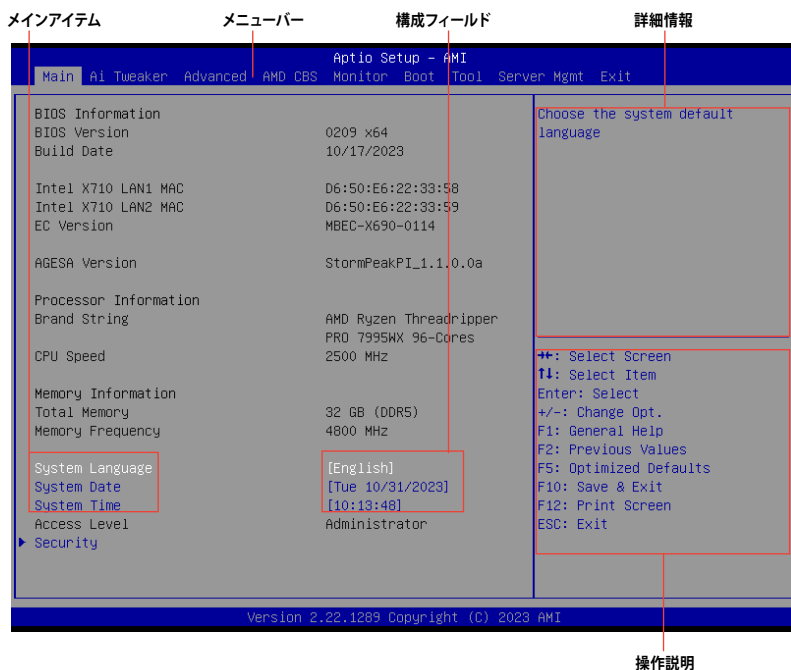 メインアイテム メニューバー 構成フィールド 詳細情報
Aptio Setup - AMI
Main Ai Tweaker Advanced AMD CBS Monitor Boot Tool Server Mgmt Exit
BIOS Information
BIOS Version 0209 x64
Build Date 10/17/2023
Intel X710 LAN1 MAC D6:50:E6:22:33:58
Intel X710 LAN2 MAC D6:50:E6:22:33:59
EC Version MBEC-X690-0114
AGESA Version StormPeakPI_1.1.0.0a
Processor Information
Brand String AMD Ryzen Threadripper
PRO 7995WX 96-Cores
CPU Speed 2500 MHz
Memory Information
Total Memory 32 GB (DDR5)
Memory Frequency 4800 MHz
System Language [English]
System Date [Tue 10/31/2023]
System Time [10:13:48]
Access Level Administrator
Security
Choose the system default
language
→←: Select Screen
↑↓: Select Item
Enter: Select
+/-: Change Opt.
F1: General Help
F2: Previous Values
F5: Optimized Defaults
F10: Save & Exit
F12: Print Screen
ESC: Exit
Version 2.22.1289 Copyright (C) 2023 AMI
操作説明